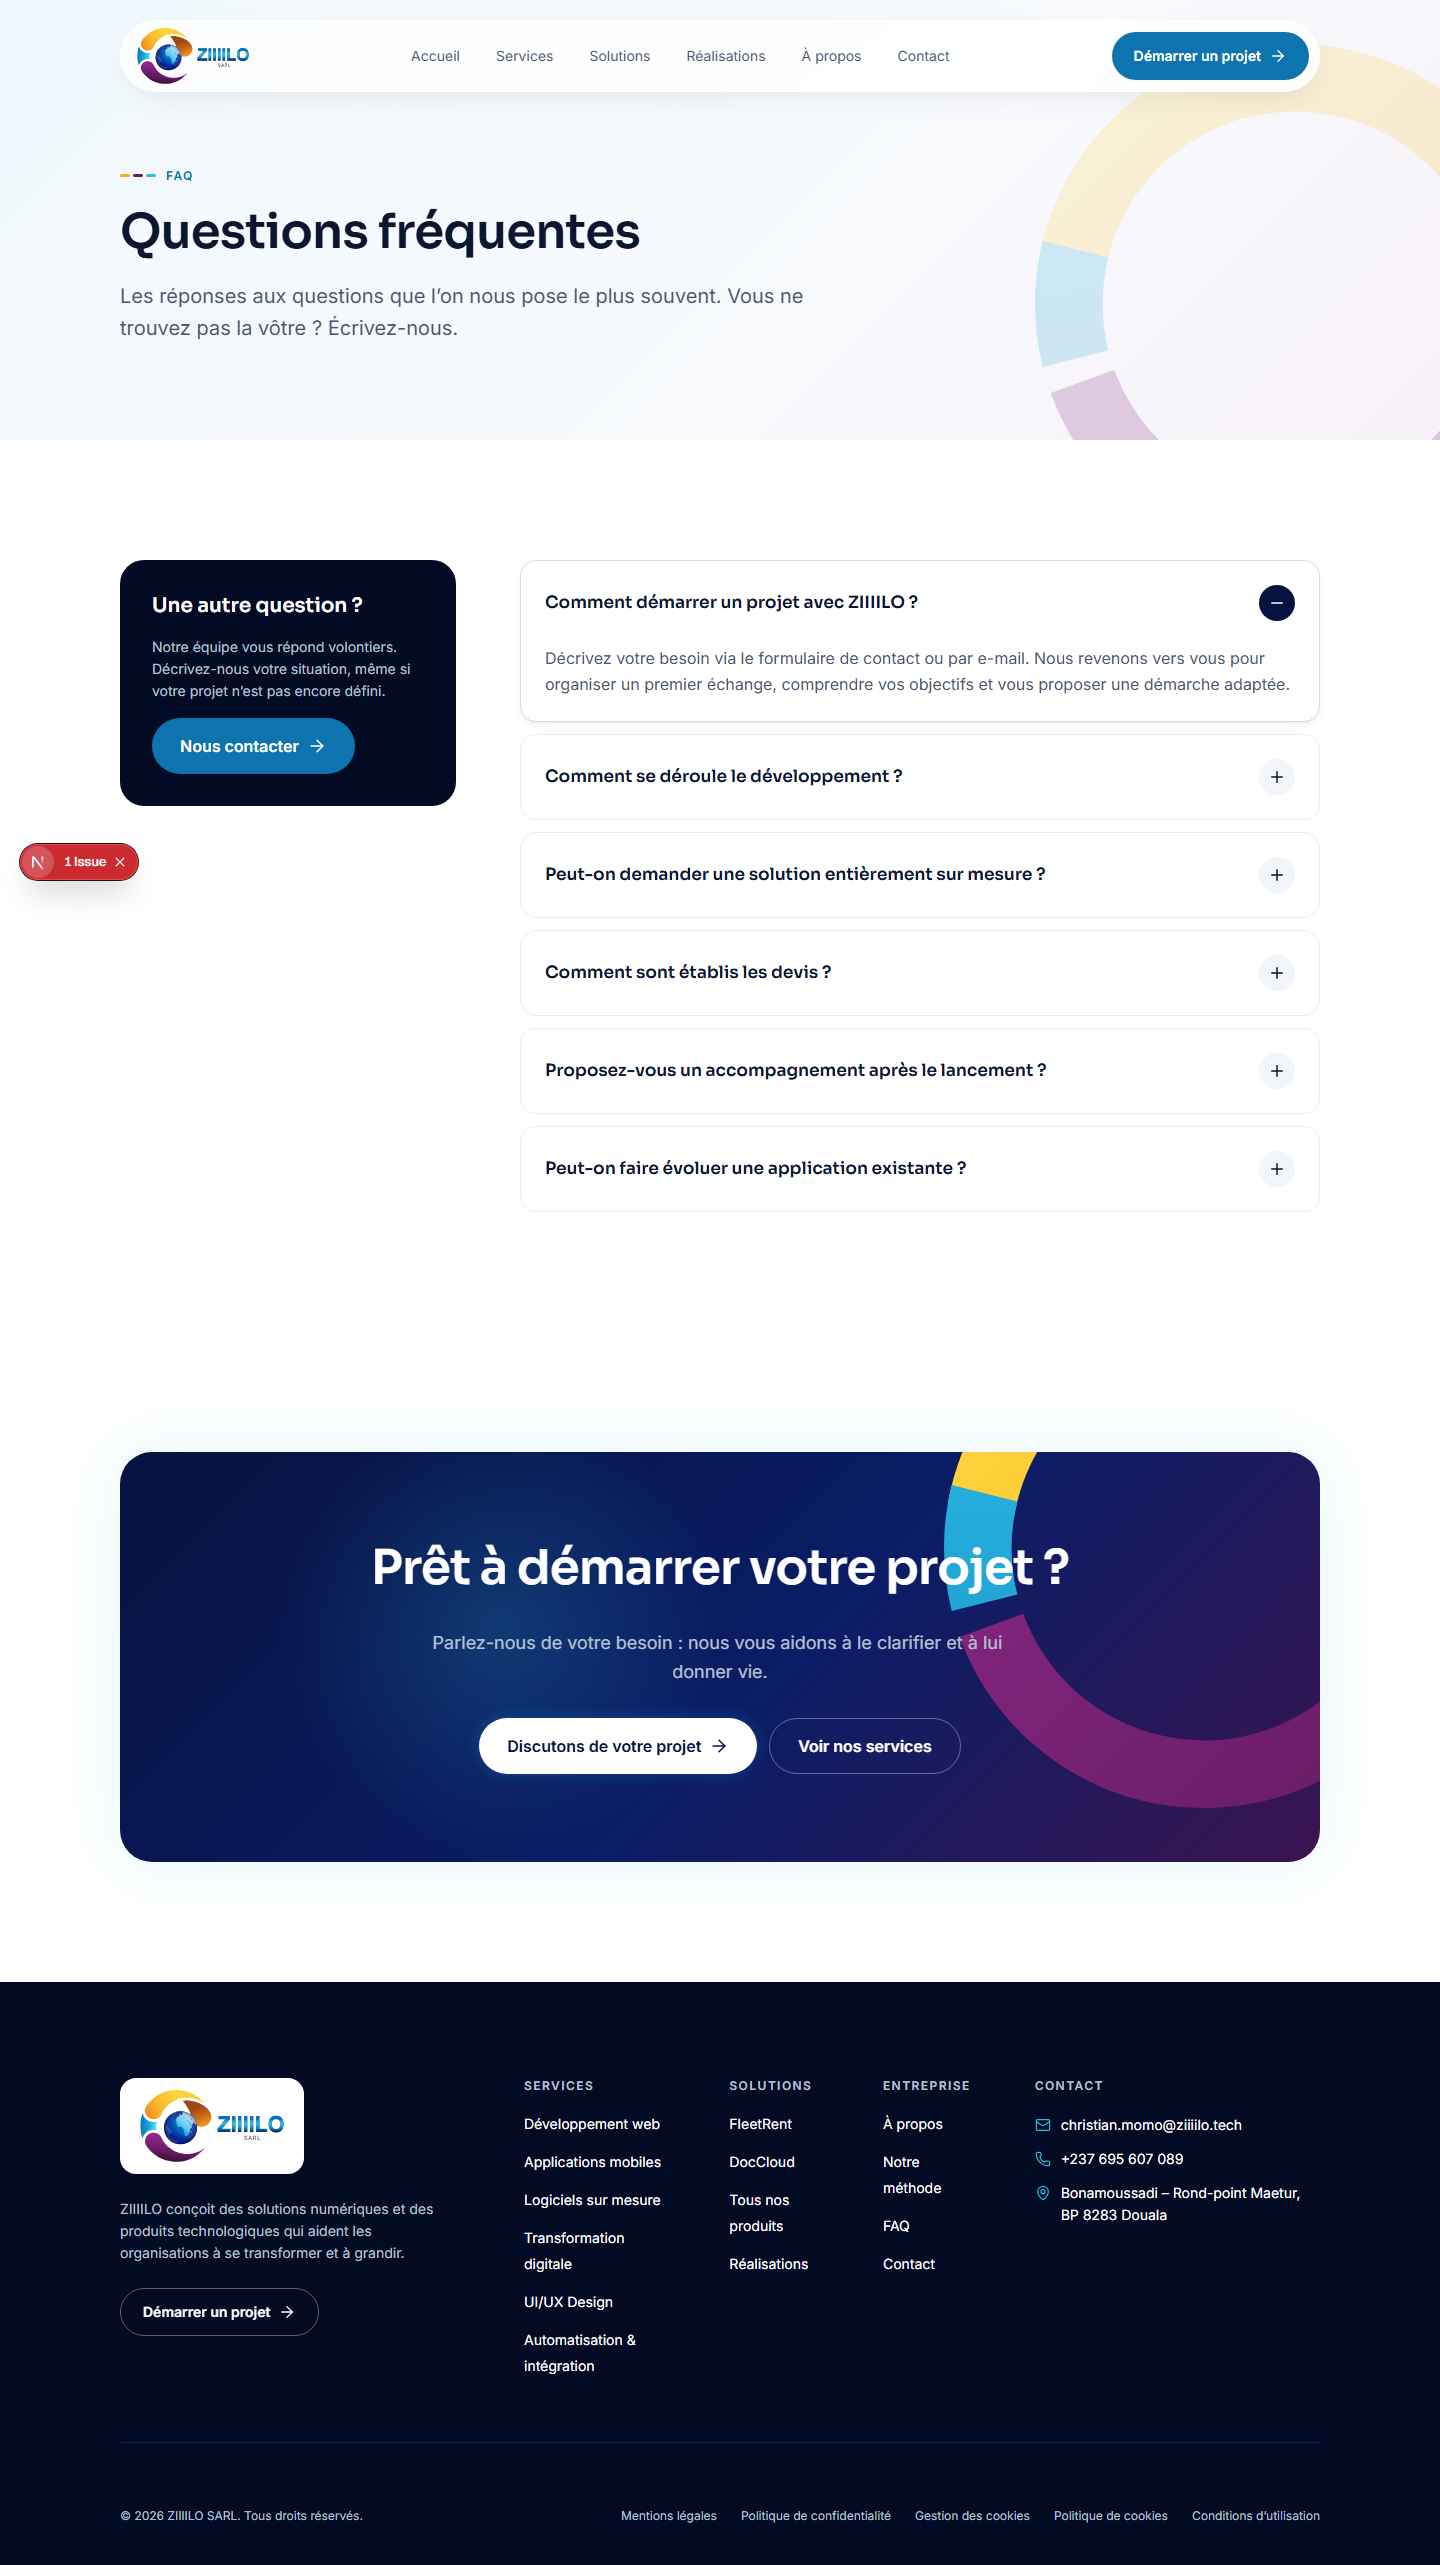 ZIIIILO
SARL
Accueil
Services
Solutions
Réalisations
À propos
Contact
Démarrer un projet
FAQ
Questions fréquentes
Les réponses aux questions que l’on nous pose le plus souvent. Vous ne
trouvez pas la vôtre ? Écrivez-nous.
Une autre question ?
Notre équipe vous répond volontiers.
Décrivez-nous votre situation, même si
votre projet n’est pas encore défini.
Nous contacter
1 Issue
Comment démarrer un projet avec ZIIIILO ?
Décrivez votre besoin via le formulaire de contact ou par e-mail. Nous revenons vers vous pour
organiser un premier échange, comprendre vos objectifs et vous proposer une démarche adaptée.
Comment se déroule le développement ?
Peut-on demander une solution entièrement sur mesure ?
Comment sont établis les devis ?
Proposez-vous un accompagnement après le lancement ?
Peut-on faire évoluer une application existante ?
Prêt à démarrer votre projet ?
Parlez-nous de votre besoin : nous vous aidons à le clarifier et à lui
donner vie.
Discutons de votre projet
Voir nos services
ZIIIILO
SARL
ZIIIILO conçoit des solutions numériques et des
produits technologiques qui aident les
organisations à se transformer et à grandir.
Démarrer un projet
SERVICES
Développement web
Applications mobiles
Logiciels sur mesure
Transformation
digitale
UI/UX Design
Automatisation &
intégration
SOLUTIONS
FleetRent
DocCloud
Tous nos
produits
Réalisations
ENTREPRISE
À propos
Notre
méthode
FAQ
Contact
CONTACT
christian.momo@ziiiilo.tech
+237 695 607 089
Bonamoussadi – Rond-point Maetur,
BP 8283 Douala
© 2026 ZIIIILO SARL. Tous droits réservés.
Mentions légales
Politique de confidentialité
Gestion des cookies
Politique de cookies
Conditions d’utilisation